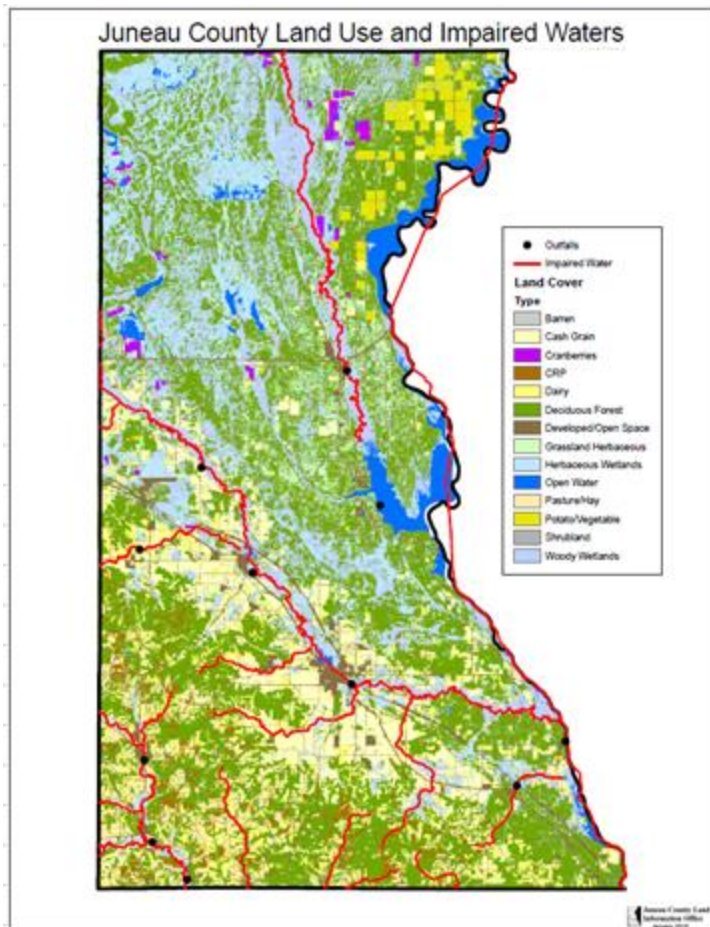 Juneau County Land Use and Impaired Waters
Outfalls
Impaired Water
Land Cover
Type
Barren
Cash Grain
Cranberries
CRP
Dairy
Deciduous Forest
Developed/Open Space
Grassland Herbaceous
Herbaceous Wetlands
Open Water
Pasture/Hay
Potato/Vegetable
Shrubland
Woody Wetlands
Juneau County Land
Information Office